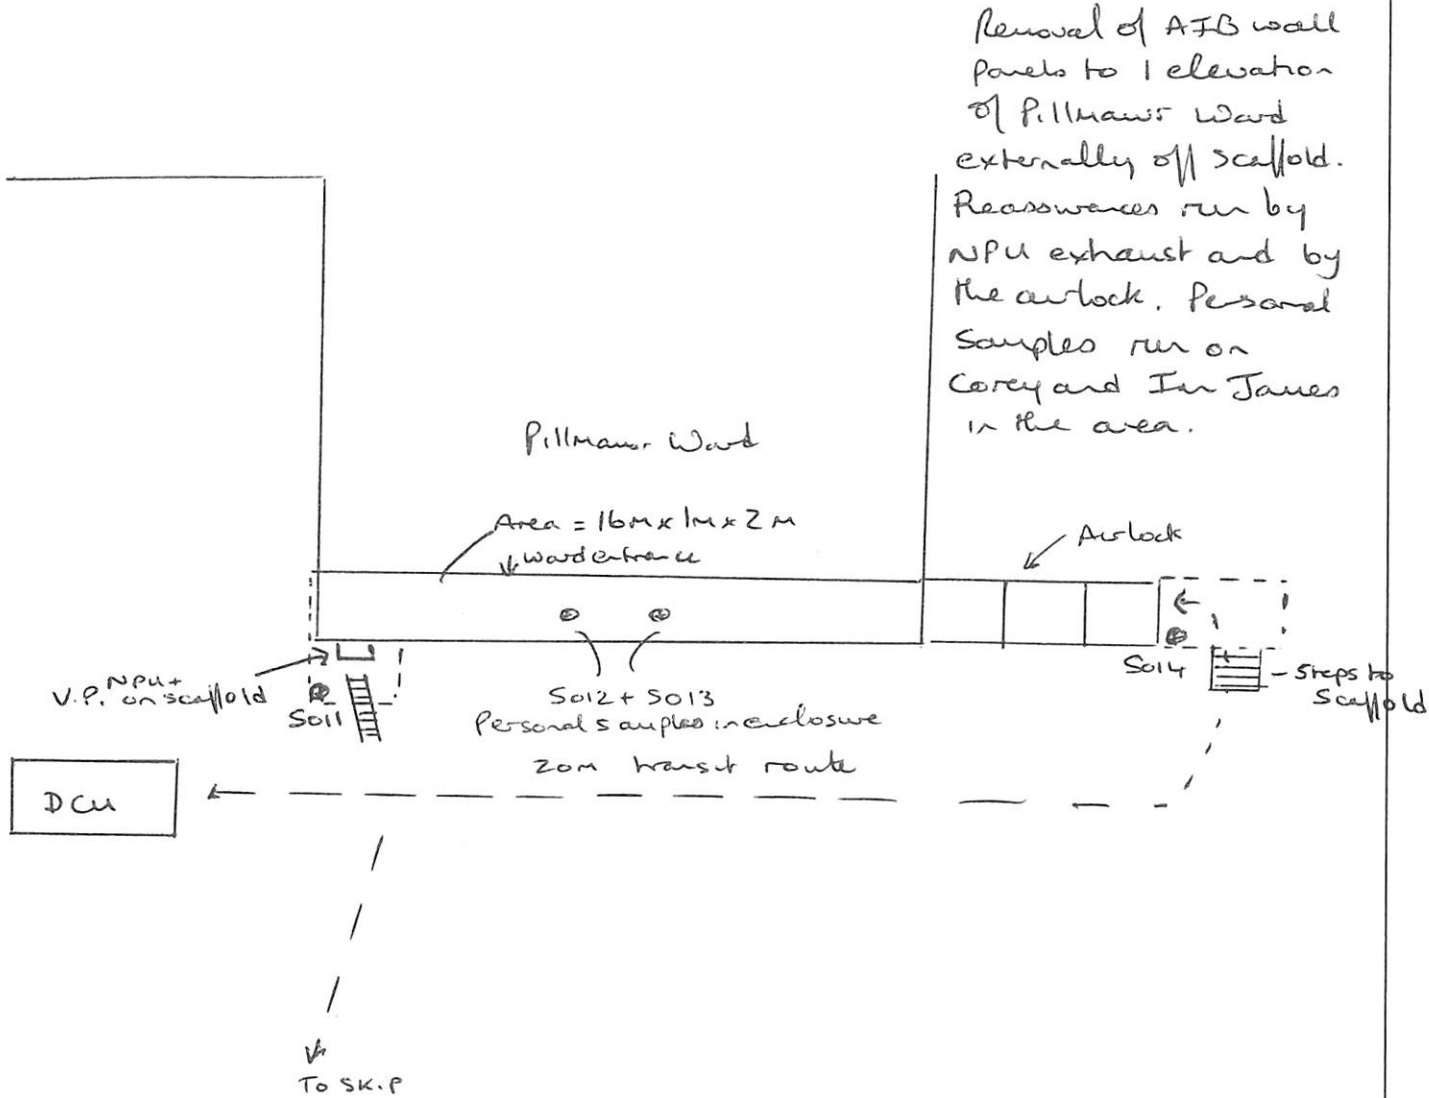 Removal of AIB wall
panels to 1 elevation
of Pillmawr Ward
externally off scaffold.
Reassurances run by
NPU exhaust and by
the airlock. Personal
Samples run on
Corey and Ian James
in the area.
Pillmawr Ward
Area = 16m x 1m x 2m
ward entrance
Airlock
NPU +
V.P. on scaffold
S011
S012 + S013
Personal samples in enclosure
S014
Steps to
Scaffold
20m transit route
DCU
To skip